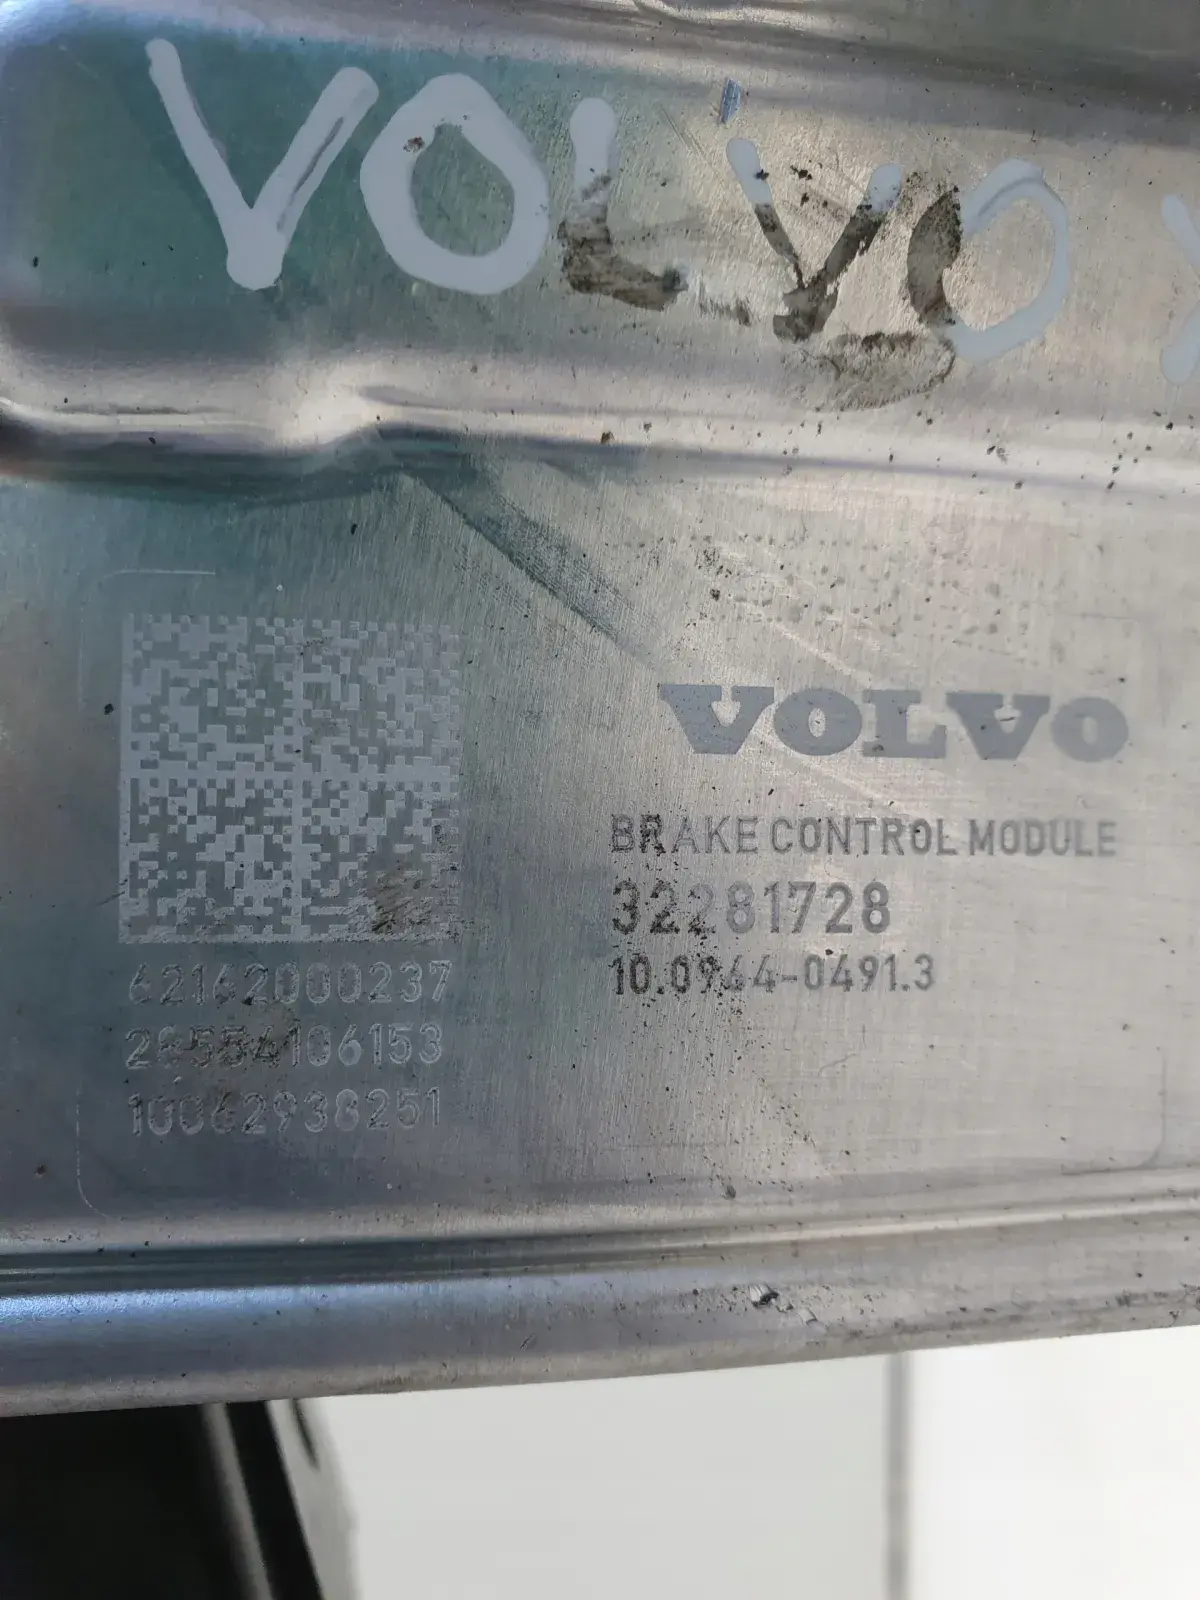 VOLVO
VOLVO
BRAKE CONTROL MODULE
32281728
10.0964-0491.3
62162000237
28554106153
10062938251